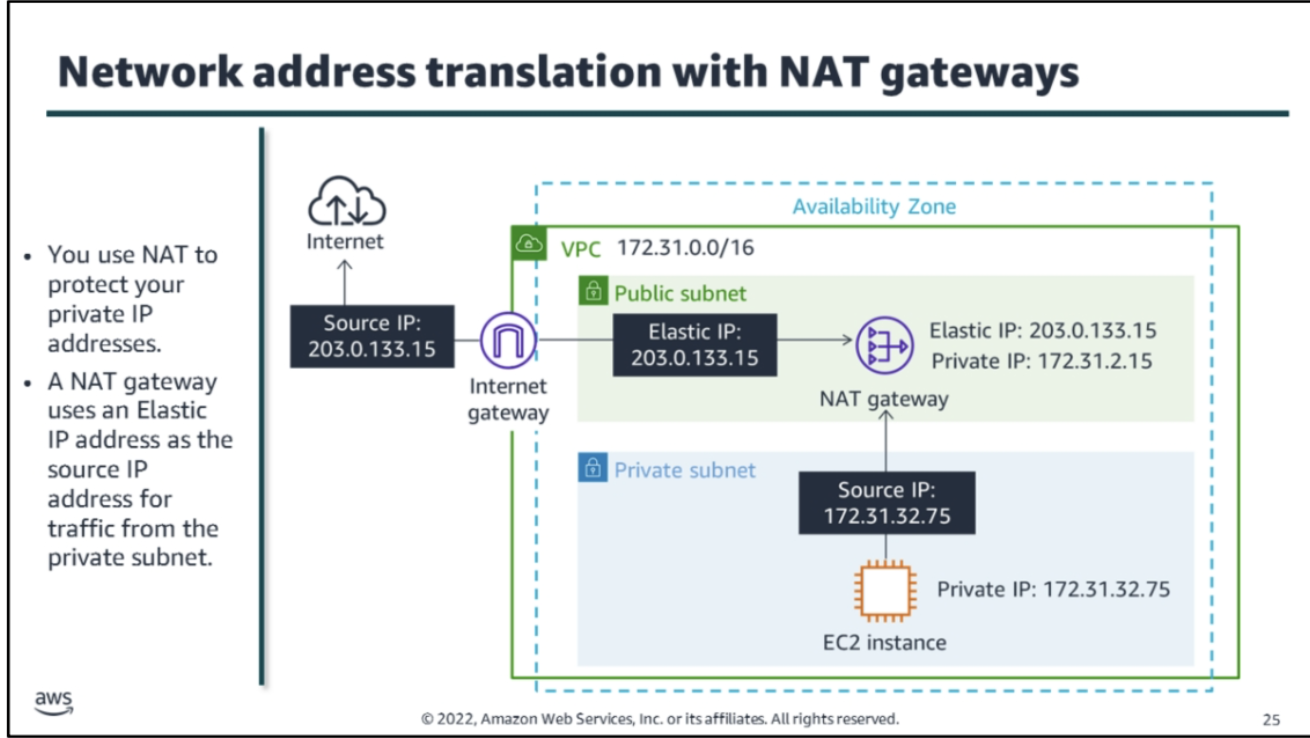 Network address translation with NAT gateways
• You use NAT to
protect your
private IP
addresses.
• A NAT gateway
uses an Elastic
IP address as the
source IP
address for
traffic from the
private subnet.
Internet
Source IP:
203.0.133.15
Internet
gateway
Availability Zone
VPC 172.31.0.0/16
Public subnet
Elastic IP:
203.0.133.15
Elastic IP: 203.0.133.15
Private IP: 172.31.2.15
NAT gateway
Private subnet
Source IP:
172.31.32.75
Private IP: 172.31.32.75
EC2 instance
aws
© 2022, Amazon Web Services, Inc. or its affiliates. All rights reserved.
25